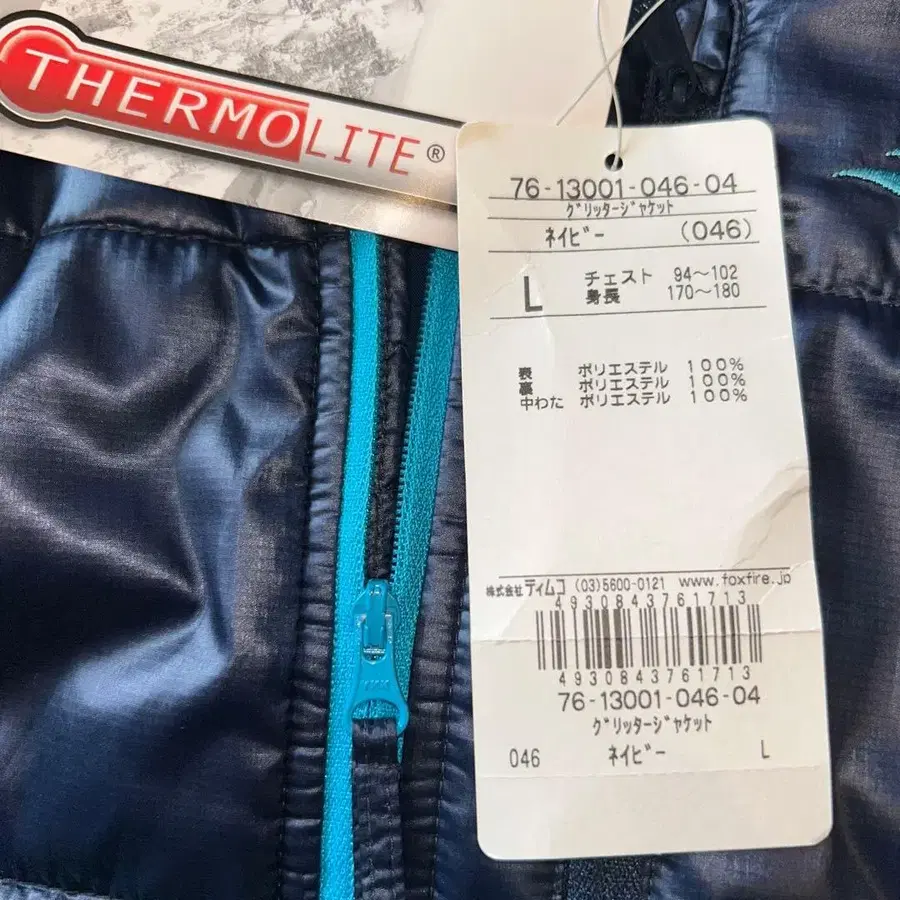 THERMOLITE®
76-13001-046-04
グリッタージャケット
ネイビー (046)
L チェスト 94～102
身長 170～180
表 ポリエステル 100%
裏 ポリエステル 100%
中わた ポリエステル 100%
株式会社 ティムコ (03)5600-0121 www.foxfire.jp
4930843761713
4930843761713
76-13001-046-04
グリッタージャケット
046 ネイビー L